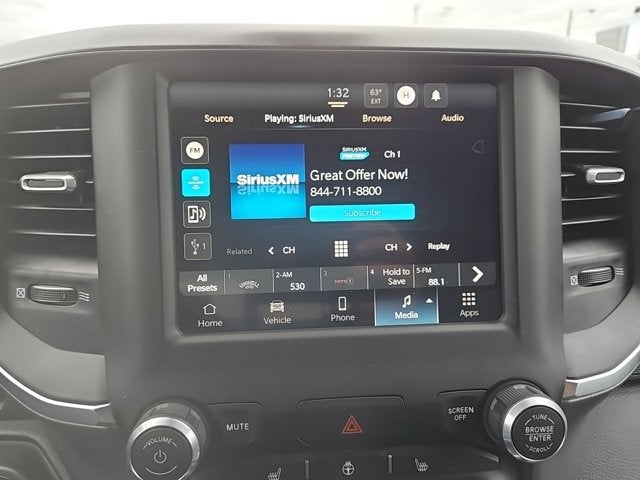 1:32 63° EXT H
Source Playing: SiriusXM Browse Audio
FM
SiriusXM
SIRIUSXM PREVIEW Ch 1
Great Offer Now!
844-711-8800
Subscribe
1
Related CH CH Replay
All Presets 1 2-AM 530 3 HITS1 4 Hold to Save 5-FM 88.1
Home Vehicle Phone Media Apps
MUTE
SCREEN OFF
VOLUME
TUNE
BROWSE
ENTER
SCROLL